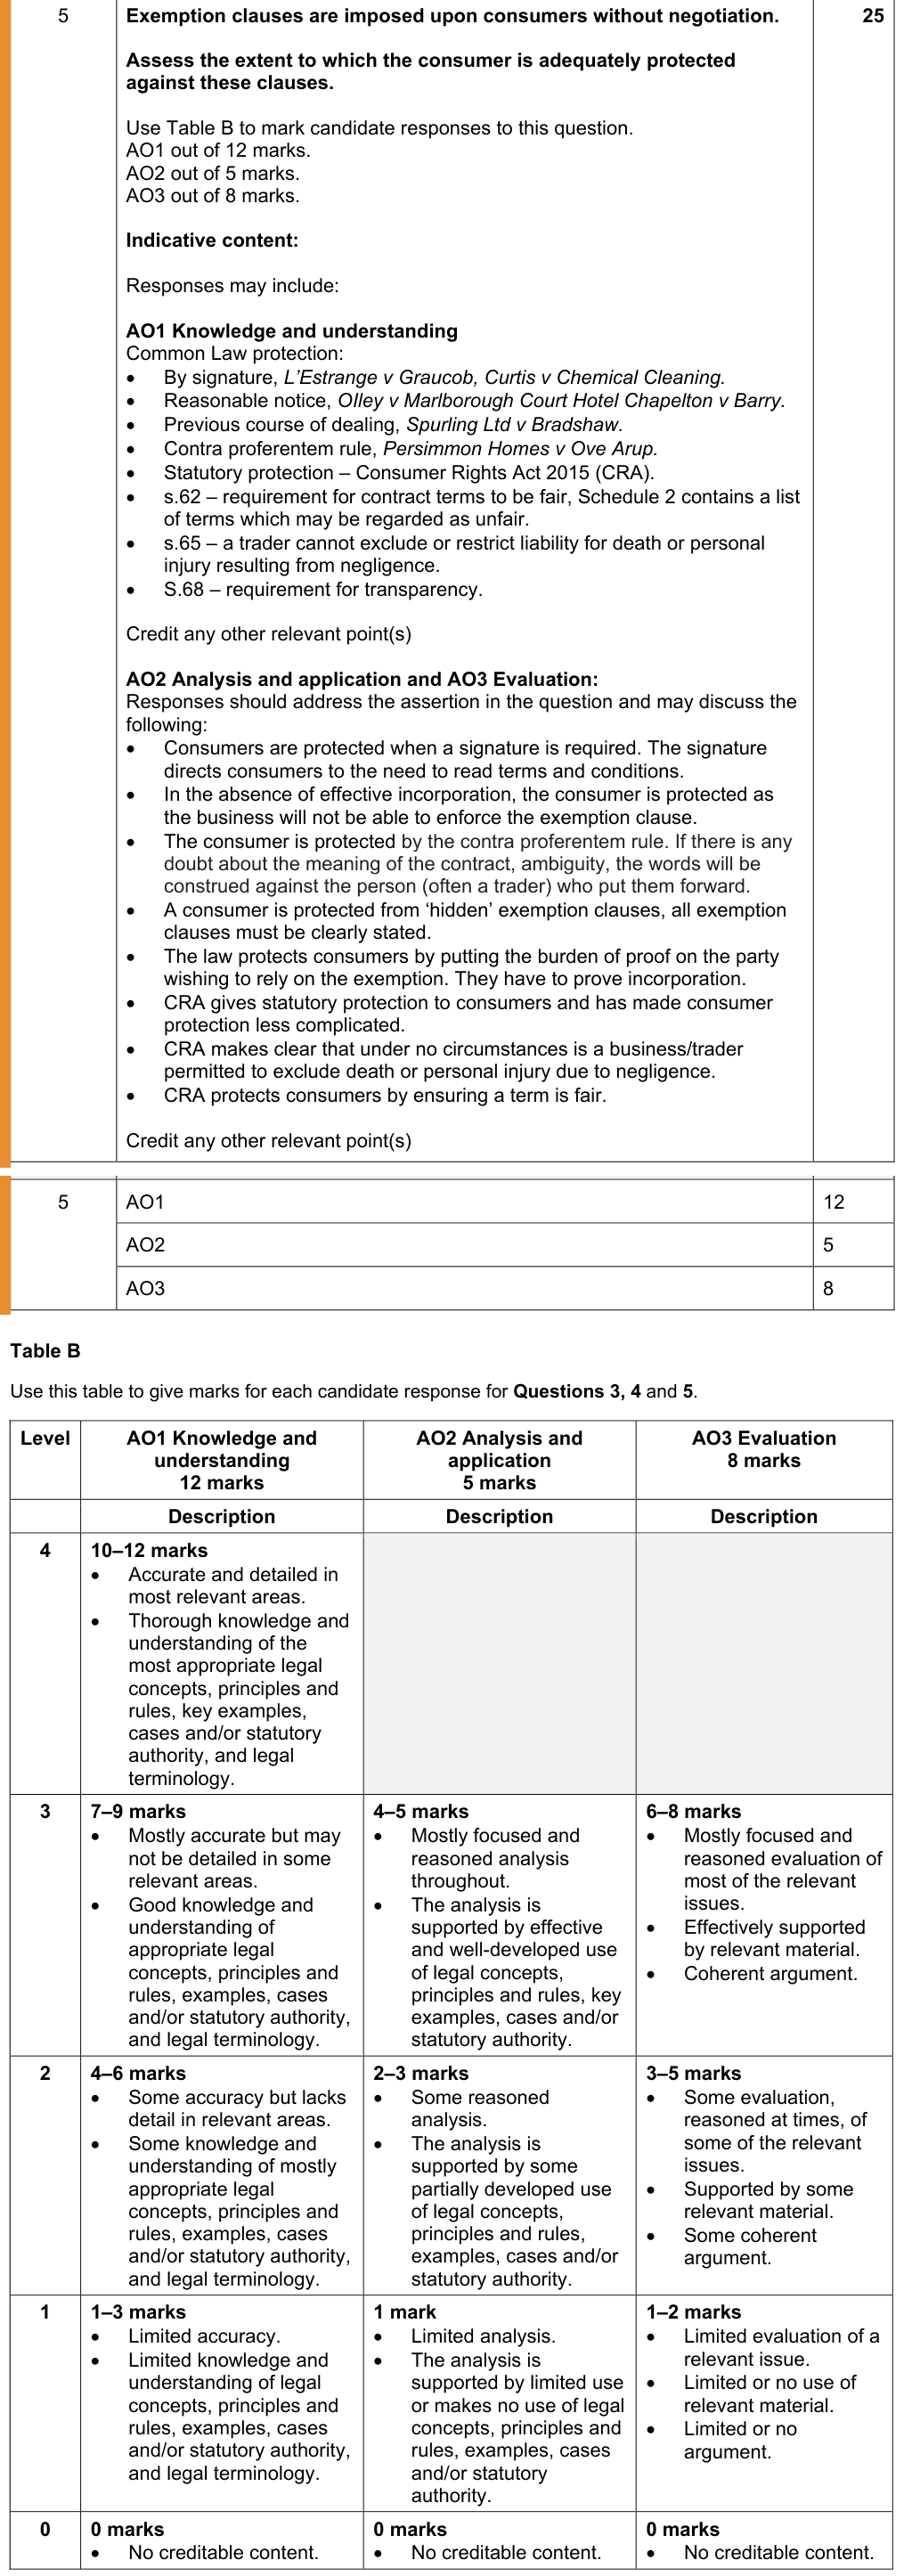 5 Exemption clauses are imposed upon consumers without negotiation. 25
Assess the extent to which the consumer is adequately protected
against these clauses.
Use Table B to mark candidate responses to this question.
AO1 out of 12 marks.
AO2 out of 5 marks.
AO3 out of 8 marks.
Indicative content:
Responses may include:
AO1 Knowledge and understanding
Common Law protection:
• By signature, L’Estrange v Graucob, Curtis v Chemical Cleaning.
• Reasonable notice, Olley v Marlborough Court Hotel Chapelton v Barry.
• Previous course of dealing, Spurling Ltd v Bradshaw.
• Contra proferentem rule, Persimmon Homes v Ove Arup.
• Statutory protection – Consumer Rights Act 2015 (CRA).
• s.62 – requirement for contract terms to be fair, Schedule 2 contains a list
of terms which may be regarded as unfair.
• s.65 – a trader cannot exclude or restrict liability for death or personal
injury resulting from negligence.
• S.68 – requirement for transparency.
Credit any other relevant point(s)
AO2 Analysis and application and AO3 Evaluation:
Responses should address the assertion in the question and may discuss the
following:
• Consumers are protected when a signature is required. The signature
directs consumers to the need to read terms and conditions.
• In the absence of effective incorporation, the consumer is protected as
the business will not be able to enforce the exemption clause.
• The consumer is protected by the contra proferentem rule. If there is any
doubt about the meaning of the contract, ambiguity, the words will be
construed against the person (often a trader) who put them forward.
• A consumer is protected from ‘hidden’ exemption clauses, all exemption
clauses must be clearly stated.
• The law protects consumers by putting the burden of proof on the party
wishing to rely on the exemption. They have to prove incorporation.
• CRA gives statutory protection to consumers and has made consumer
protection less complicated.
• CRA makes clear that under no circumstances is a business/trader
permitted to exclude death or personal injury due to negligence.
• CRA protects consumers by ensuring a term is fair.
Credit any other relevant point(s)
5 AO1 12
AO2 5
AO3 8
Table B
Use this table to give marks for each candidate response for Questions 3, 4 and 5.
Level
AO1 Knowledge and
understanding
12 marks
AO2 Analysis and
application
5 marks
AO3 Evaluation
8 marks
Description Description Description
4
10–12 marks
• Accurate and detailed in
most relevant areas.
• Thorough knowledge and
understanding of the
most appropriate legal
concepts, principles and
rules, key examples,
cases and/or statutory
authority, and legal
terminology.
3
7–9 marks
• Mostly accurate but may
not be detailed in some
relevant areas.
• Good knowledge and
understanding of
appropriate legal
concepts, principles and
rules, examples, cases
and/or statutory authority,
and legal terminology.
4–5 marks
• Mostly focused and
reasoned analysis
throughout.
• The analysis is
supported by effective
and well-developed use
of legal concepts,
principles and rules, key
examples, cases and/or
statutory authority.
6–8 marks
• Mostly focused and
reasoned evaluation of
most of the relevant
issues.
• Effectively supported
by relevant material.
• Coherent argument.
2
4–6 marks
• Some accuracy but lacks
detail in relevant areas.
• Some knowledge and
understanding of mostly
appropriate legal
concepts, principles and
rules, examples, cases
and/or statutory authority,
and legal terminology.
2–3 marks
• Some reasoned
analysis.
• The analysis is
supported by some
partially developed use
of legal concepts,
principles and rules,
examples, cases and/or
statutory authority.
3–5 marks
• Some evaluation,
reasoned at times, of
some of the relevant
issues.
• Supported by some
relevant material.
• Some coherent
argument.
1
1–3 marks
• Limited accuracy.
• Limited knowledge and
understanding of legal
concepts, principles and
rules, examples, cases
and/or statutory authority,
and legal terminology.
1 mark
• Limited analysis.
• The analysis is
supported by limited use
or makes no use of legal
concepts, principles and
rules, examples, cases
and/or statutory
authority.
1–2 marks
• Limited evaluation of a
relevant issue.
• Limited or no use of
relevant material.
• Limited or no
argument.
0
0 marks
• No creditable content.
0 marks
• No creditable content.
0 marks
• No creditable content.